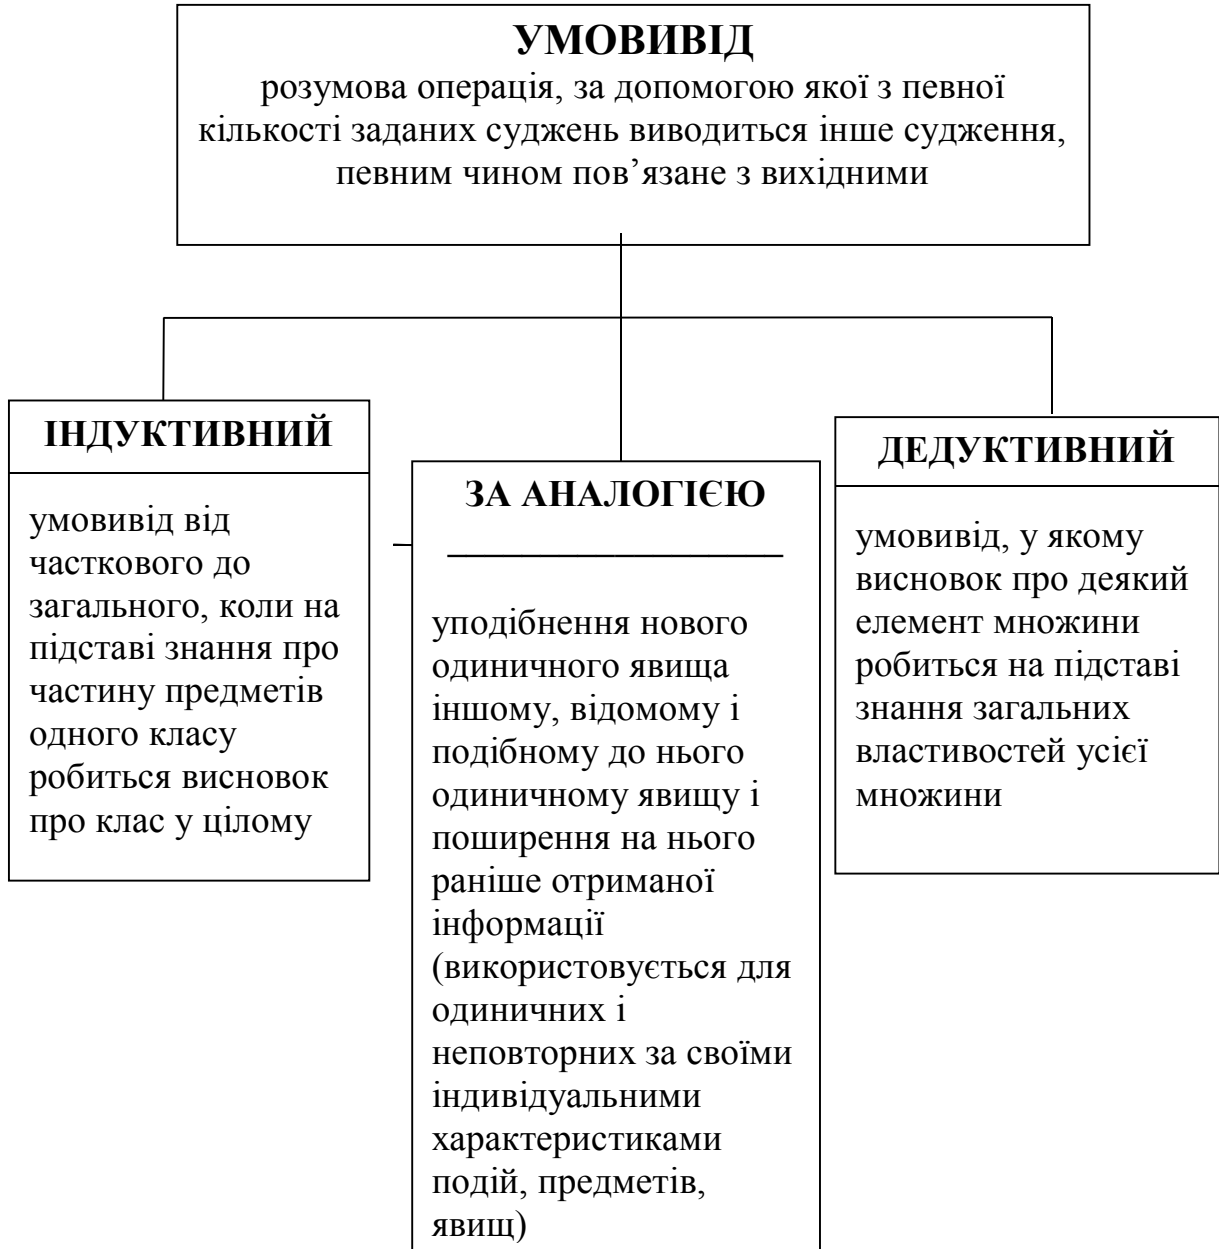 УМОВИВІД
розумова операція, за допомогою якої з певної
кількості заданих суджень виводиться інше судження,
певним чином пов’язане з вихідними
ІНДУКТИВНИЙ
умовивід від
часткового до
загального, коли на
підставі знання про
частину предметів
одного класу
робиться висновок
про клас у цілому
ЗА АНАЛОГІЄЮ
уподібнення нового
одиничного явища
іншому, відомому і
подібному до нього
одиничному явищу і
поширення на нього
раніше отриманої
інформації
(використовується для
одиничних і
неповторних за своїми
індивідуальними
характеристиками
подій, предметів,
явищ)
ДЕДУКТИВНИЙ
умовивід, у якому
висновок про деякий
елемент множини
робиться на підставі
знання загальних
властивостей усієї
множини